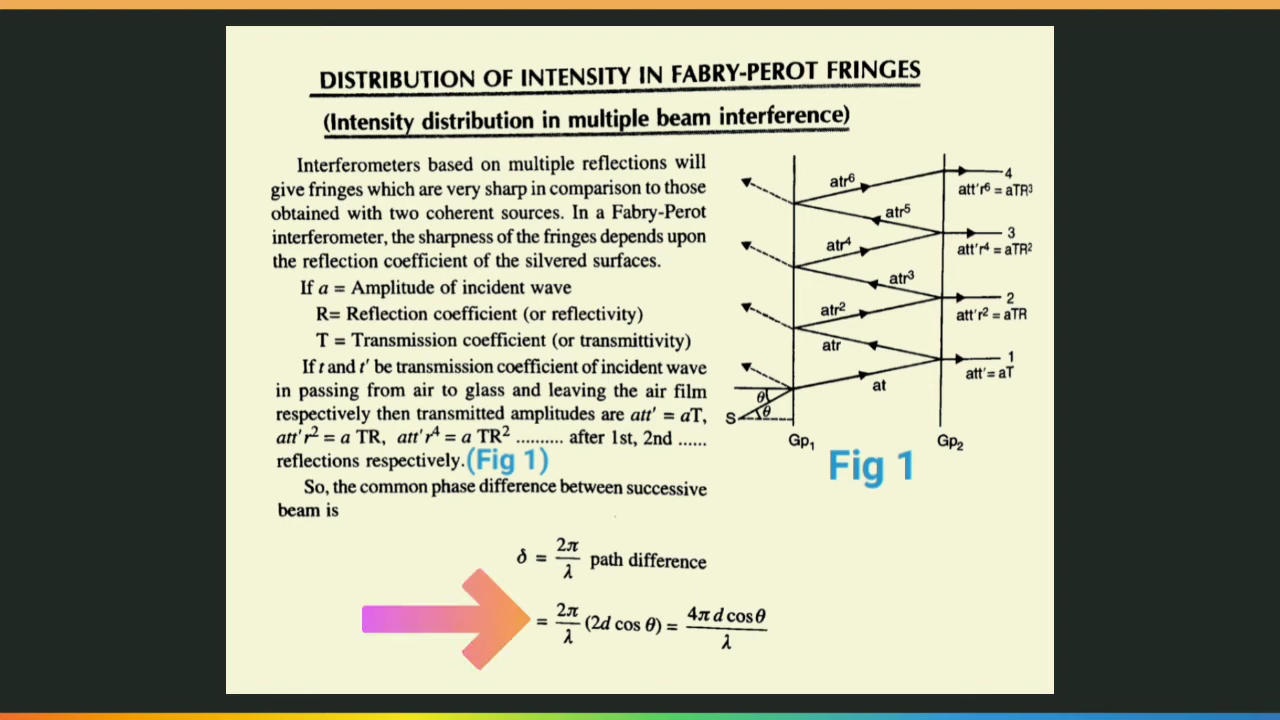 DISTRIBUTION OF INTENSITY IN FABRY-PEROT FRINGES
(Intensity distribution in multiple beam interference)
Interferometers based on multiple reflections will
give fringes which are very sharp in comparison to those
obtained with two coherent sources. In a Fabry-Perot
interferometer, the sharpness of the fringes depends upon
the reflection coefficient of the silvered surfaces.
If a = Amplitude of incident wave
R= Reflection coefficient (or reflectivity)
T = Transmission coefficient (or transmittivity)
If t and t′ be transmission coefficient of incident wave
in passing from air to glass and leaving the air film
respectively then transmitted amplitudes are att′ = aT,
att′r² = a TR, att′r⁴ = a TR² .......... after 1st, 2nd ......
reflections respectively.(Fig 1)
So, the common phase difference between successive
beam is
δ = 2π/λ path difference
= 2π/λ (2d cos θ) = 4π d cos θ/λ
atr⁶
4
att′r⁶ = aTR³
atr⁵
3
atr⁴
att′r⁴ = aTR²
atr³
2
atr²
att′r² = aTR
atr
1
att′= aT
at
θ
S
θ
Gp₁
Gp₂
Fig 1